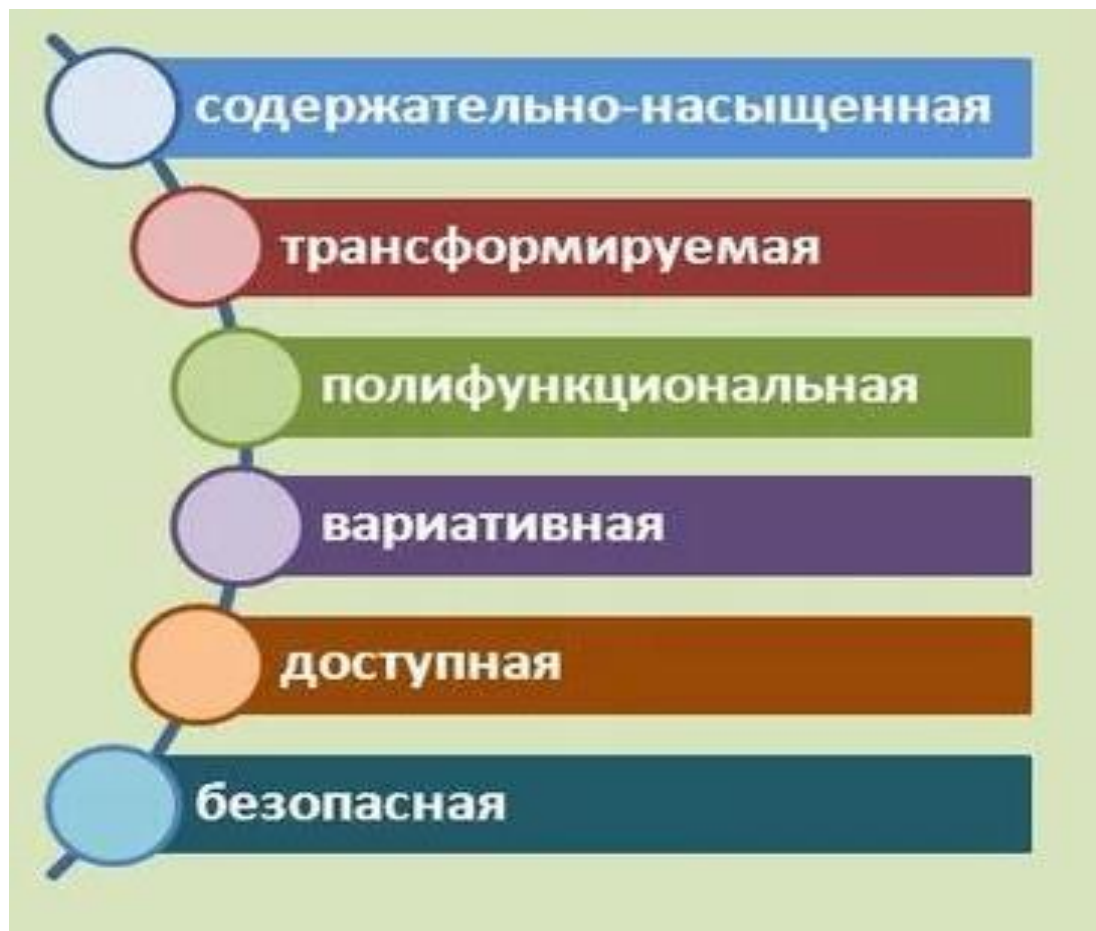 содержательно-насыщенная
трансформируемая
полифункциональная
вариативная
доступная
безопасная